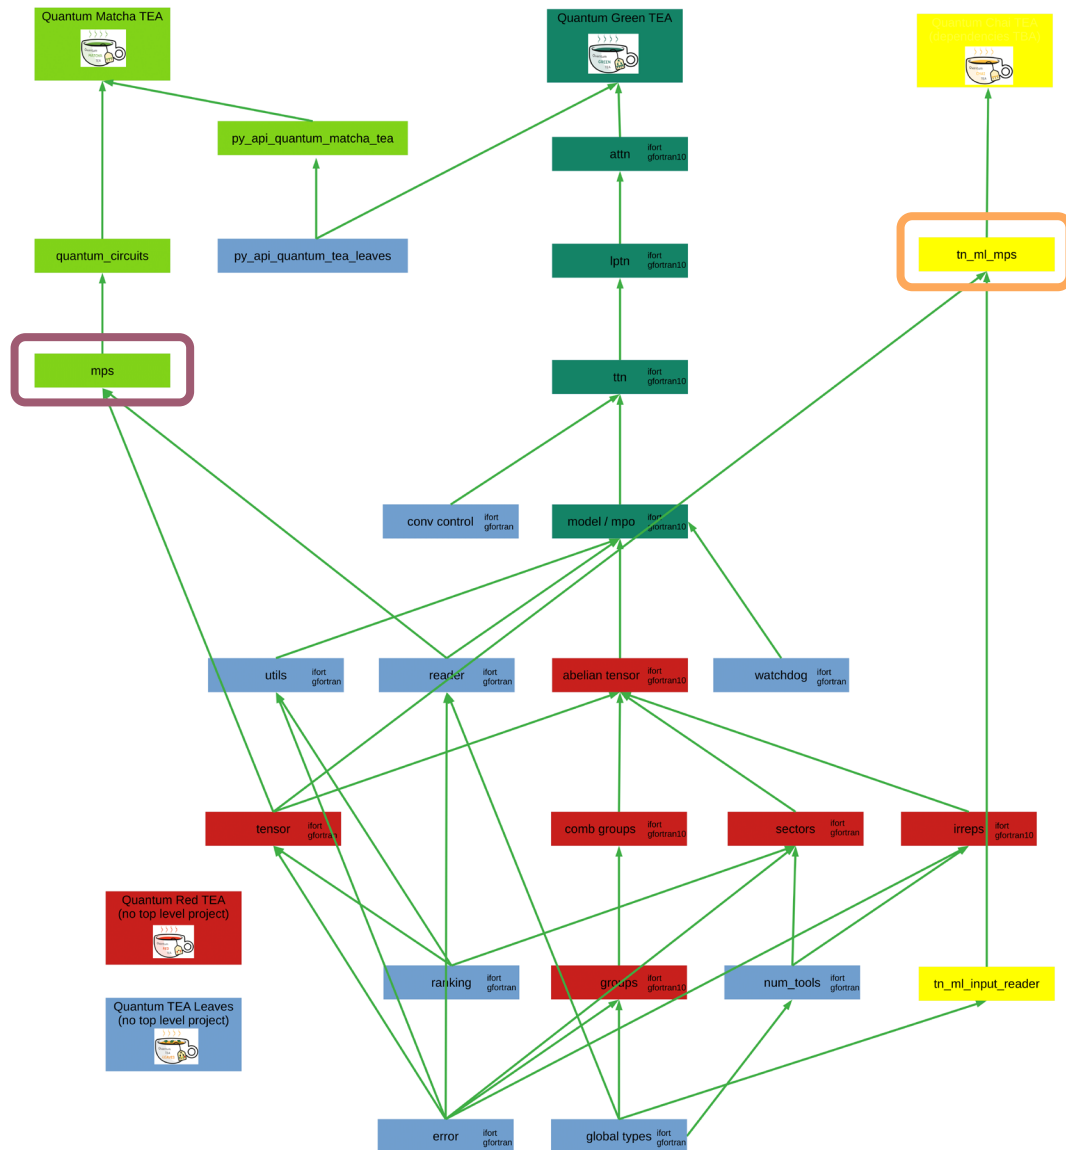 Quantum Matcha TEA
Quantum Green TEA
py_api_quantum_matcha_tea
attn
ifort
gfortran10
quantum_circuits
py_api_quantum_tea_leaves
lptn
ifort
gfortran10
tn_ml_mps
mps
ttn
ifort
gfortran10
conv control
ifort
gfortran
model / mpo
ifort
gfortran10
utils
ifort
gfortran
reader
ifort
gfortran
abelian tensor
ifort
gfortran10
watchdog
ifort
gfortran
tensor
ifort
gfortran
comb groups
ifort
gfortran10
sectors
ifort
gfortran
irreps
ifort
gfortran10
Quantum Red TEA
(no top level project)
ranking
ifort
gfortran
groups
ifort
gfortran10
num_tools
ifort
gfortran
tn_ml_input_reader
Quantum TEA Leaves
(no top level project)
error
ifort
gfortran
global types
ifort
gfortran